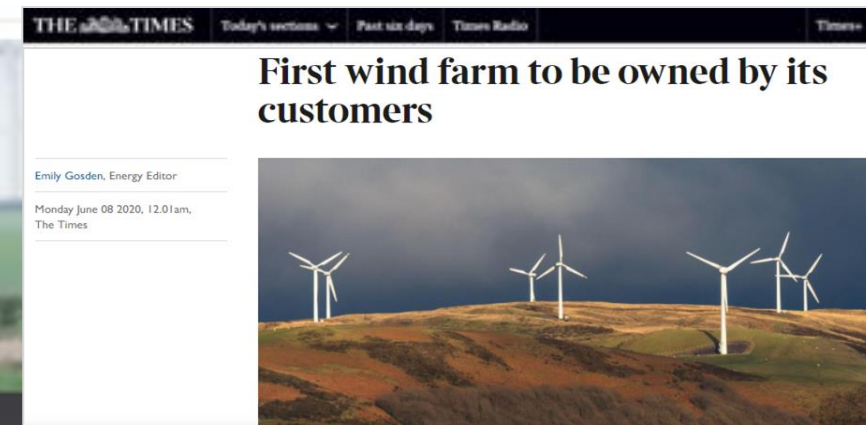 THE TIMES Today's sections Past six days Times Radio Times+
First wind farm to be owned by its
customers
Emily Gosden, Energy Editor
Monday June 08 2020, 12.01am,
The Times